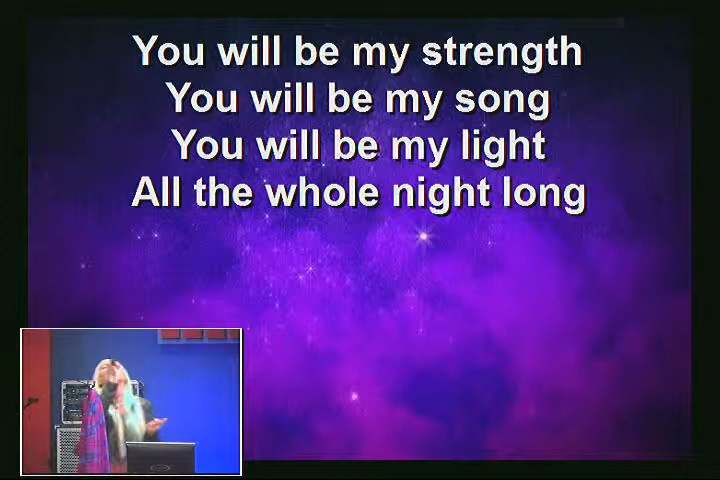 You will be my strength
You will be my song
You will be my light
All the whole night long